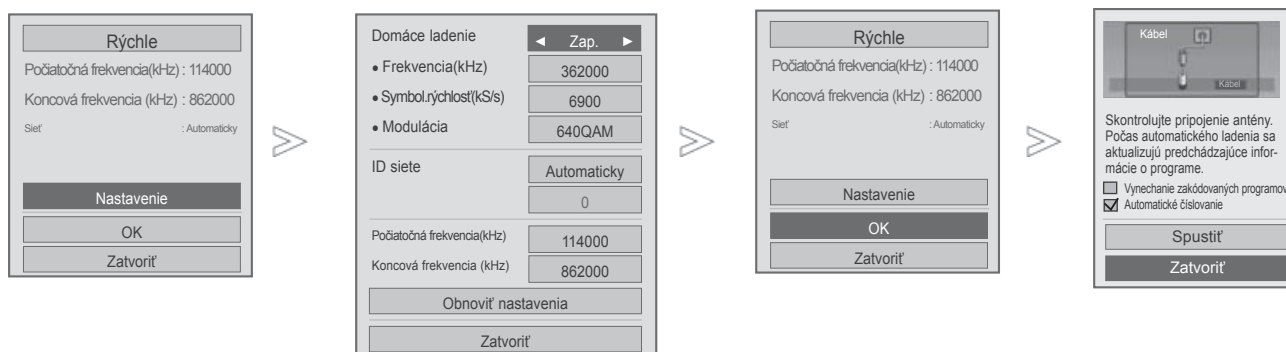 Rýchle
Počiatočná frekvencia(kHz) : 114000
Koncová frekvencia (kHz) : 862000
Sieť : Automaticky
Nastavenie
OK
Zatvoriť
Domáce ladenie ◄ Zap. ►
• Frekvencia(kHz) 362000
• Symbol.rýchlosť(kS/s) 6900
• Modulácia 640QAM
ID siete Automaticky
0
Počiatočná frekvencia(kHz) 114000
Koncová frekvencia (kHz) 862000
Obnoviť nastavenia
Zatvoriť
Rýchle
Počiatočná frekvencia(kHz) : 114000
Koncová frekvencia (kHz) : 862000
Sieť : Automaticky
Nastavenie
OK
Zatvoriť
Kábel
Kábel
Skontrolujte pripojenie antény.
Počas automatického ladenia sa
aktualizujú predchádzajúce infor-
mácie o programe.
Vynechanie zakódovaných programov
Automatické číslovanie
Spustiť
Zatvoriť